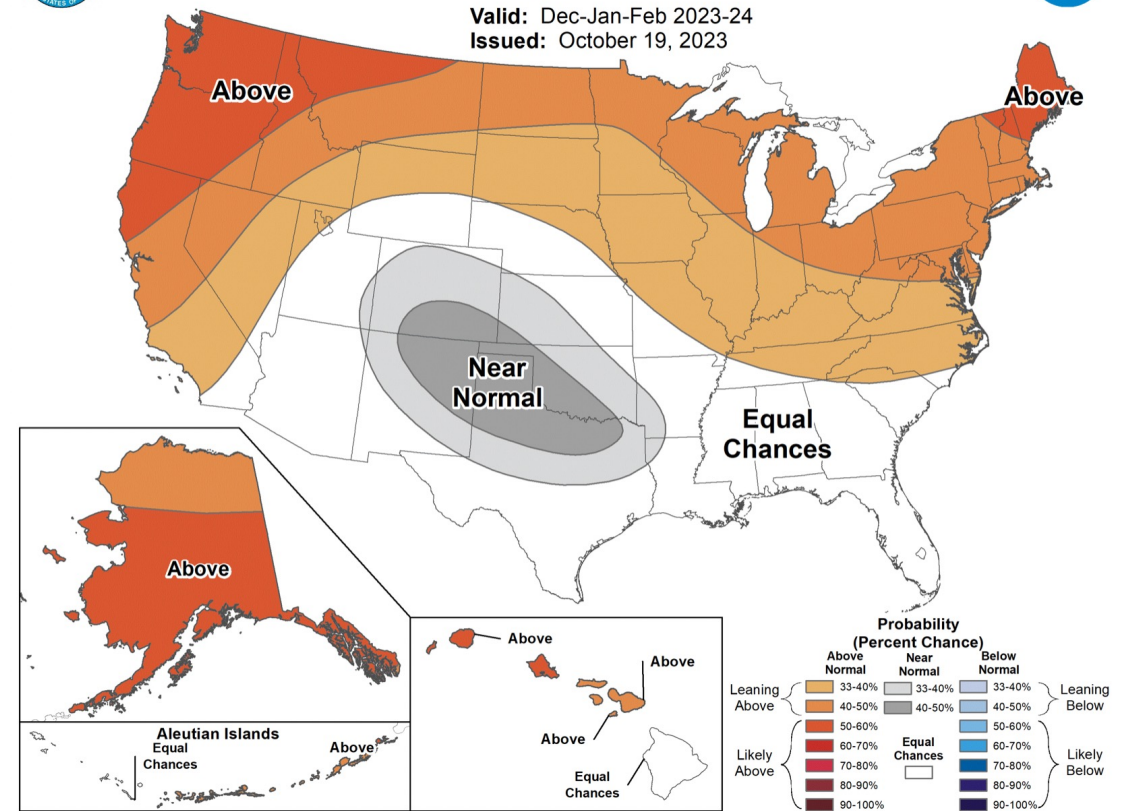 STATES OF
Valid: Dec-Jan-Feb 2023-24
Issued: October 19, 2023
Above
Above
Near
Normal
Equal
Chances
Above
Aleutian Islands
Equal
Chances
Above
Above
Above
Above
Equal
Chances
Probability
(Percent Chance)
Above
Normal
Near
Normal
Below
Normal
Leaning
Above
33-40%
33-40%
33-40%
Leaning
Below
40-50%
40-50%
40-50%
Likely
Above
50-60%
50-60%
Likely
Below
60-70%
Equal
Chances
60-70%
70-80%
70-80%
80-90%
80-90%
90-100%
90-100%